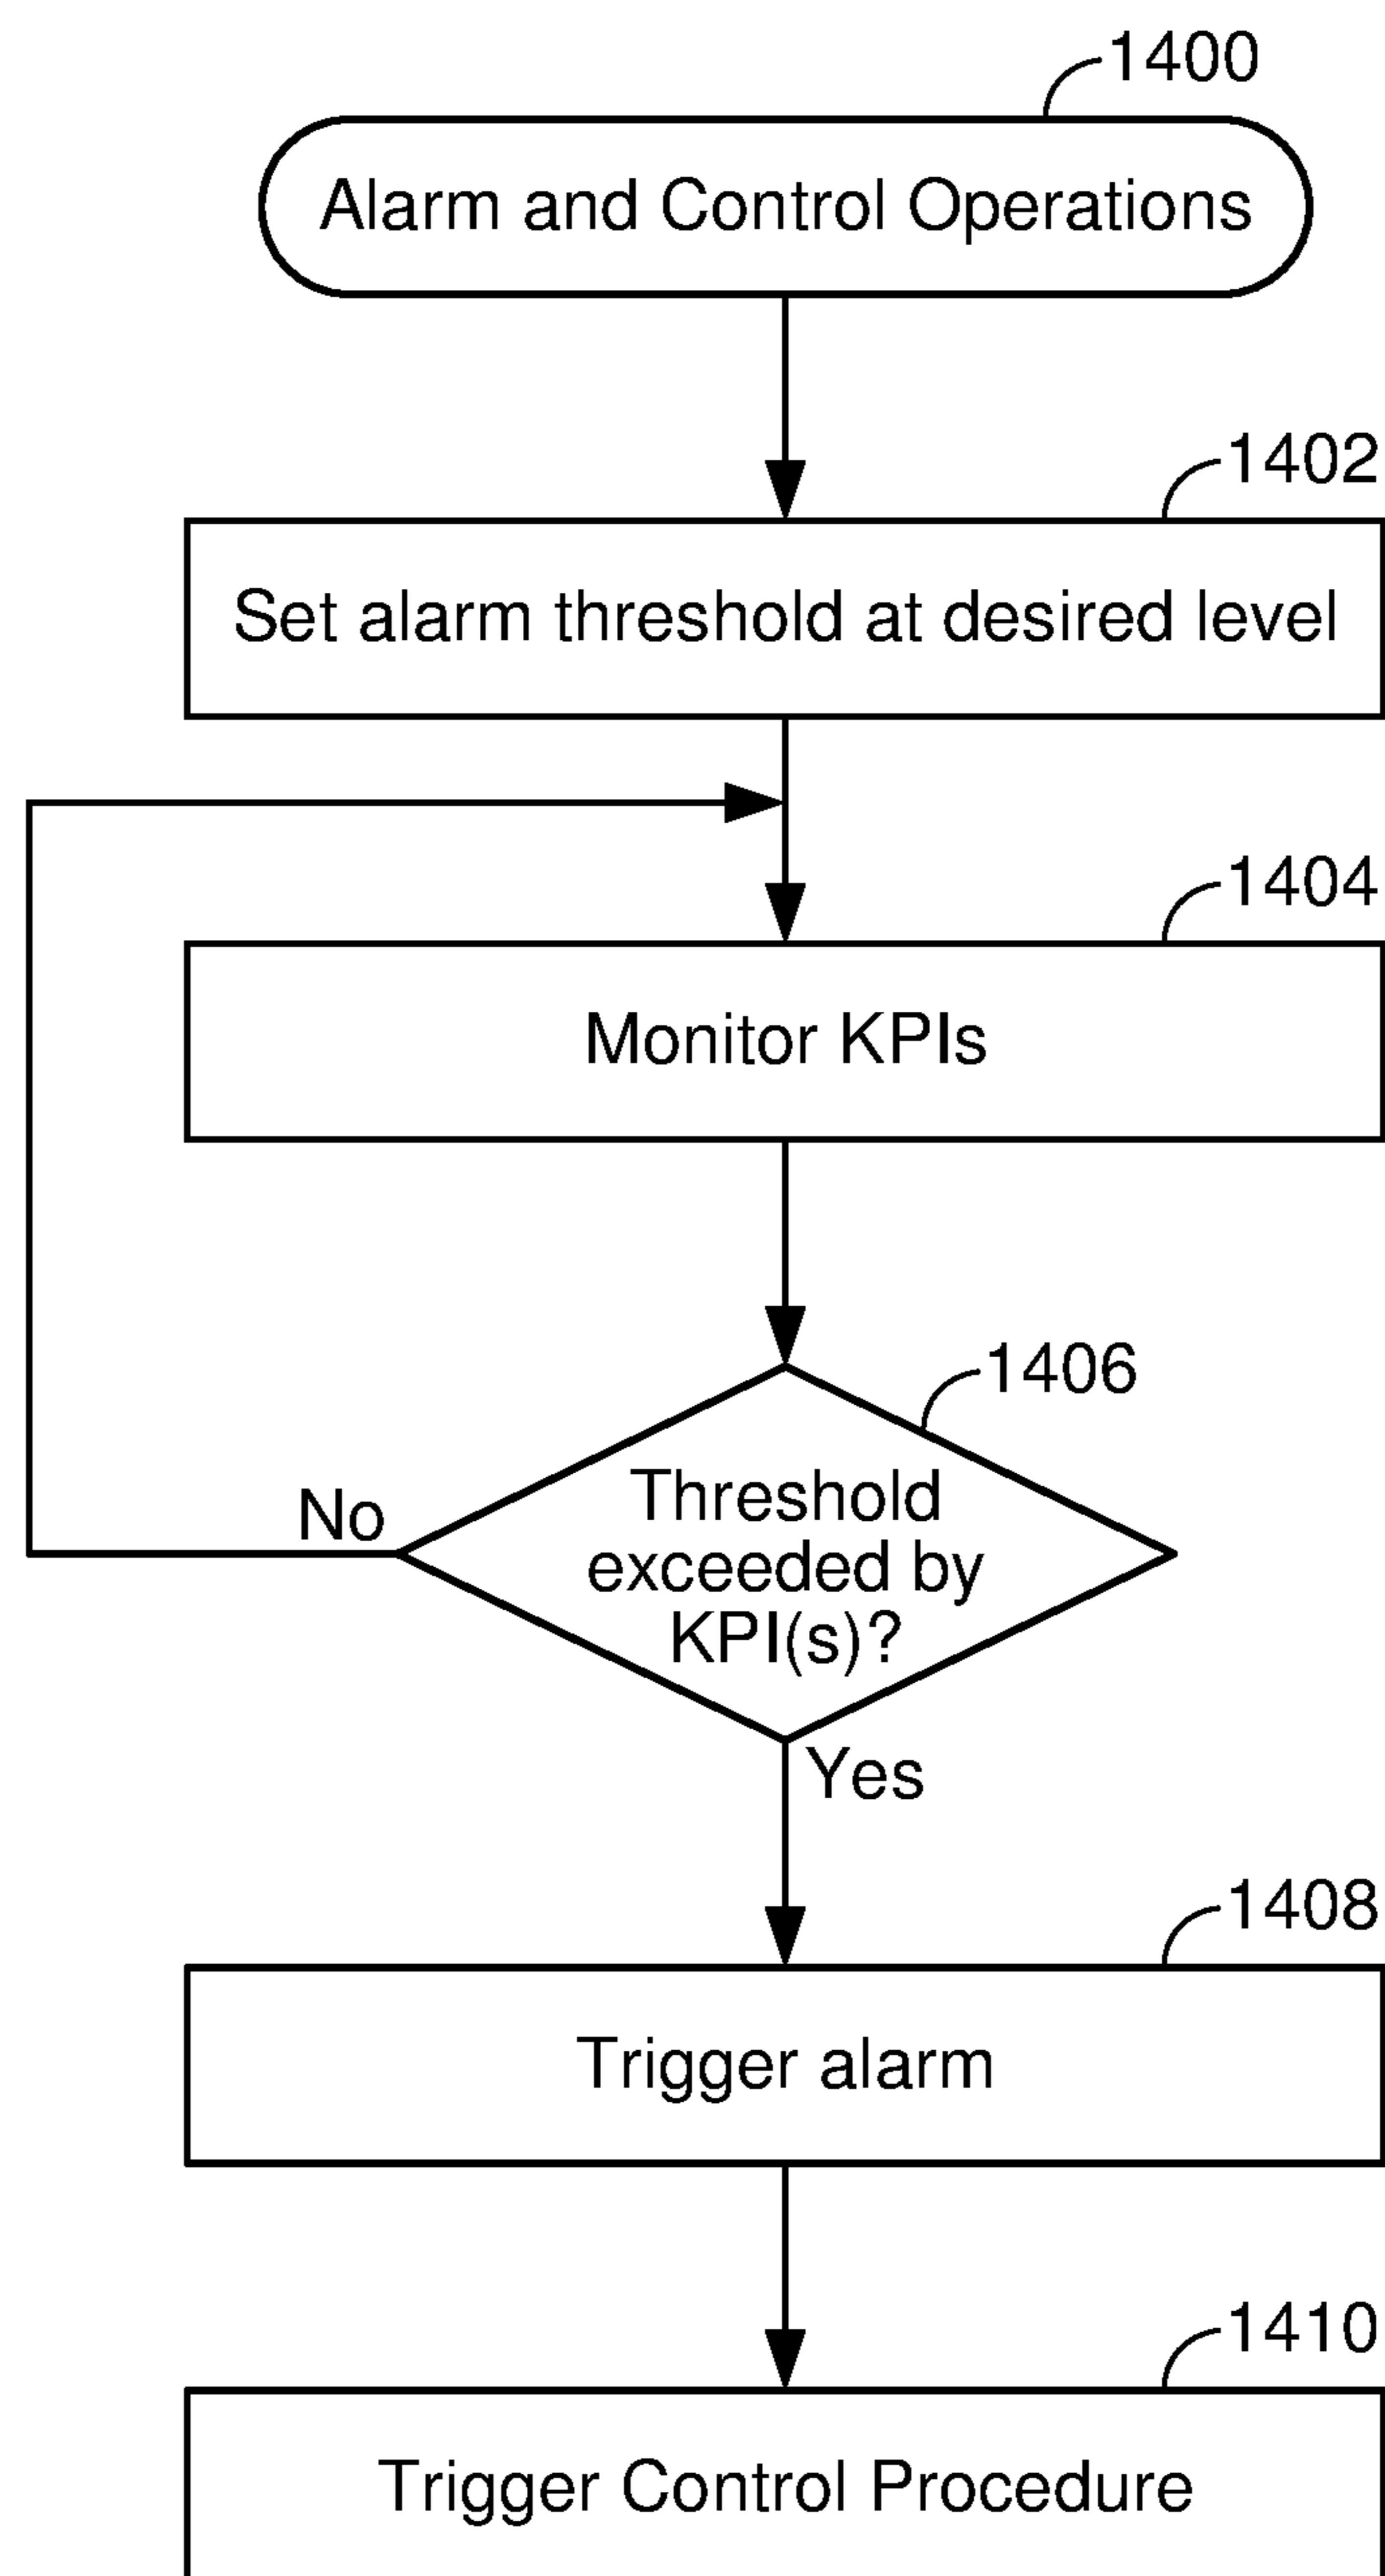 1400
Alarm and Control Operations
1402
Set alarm threshold at desired level
1404
Monitor KPIs
1406
Threshold
exceeded by
KPI(s)?
No
Yes
1408
Trigger alarm
1410
Trigger Control Procedure